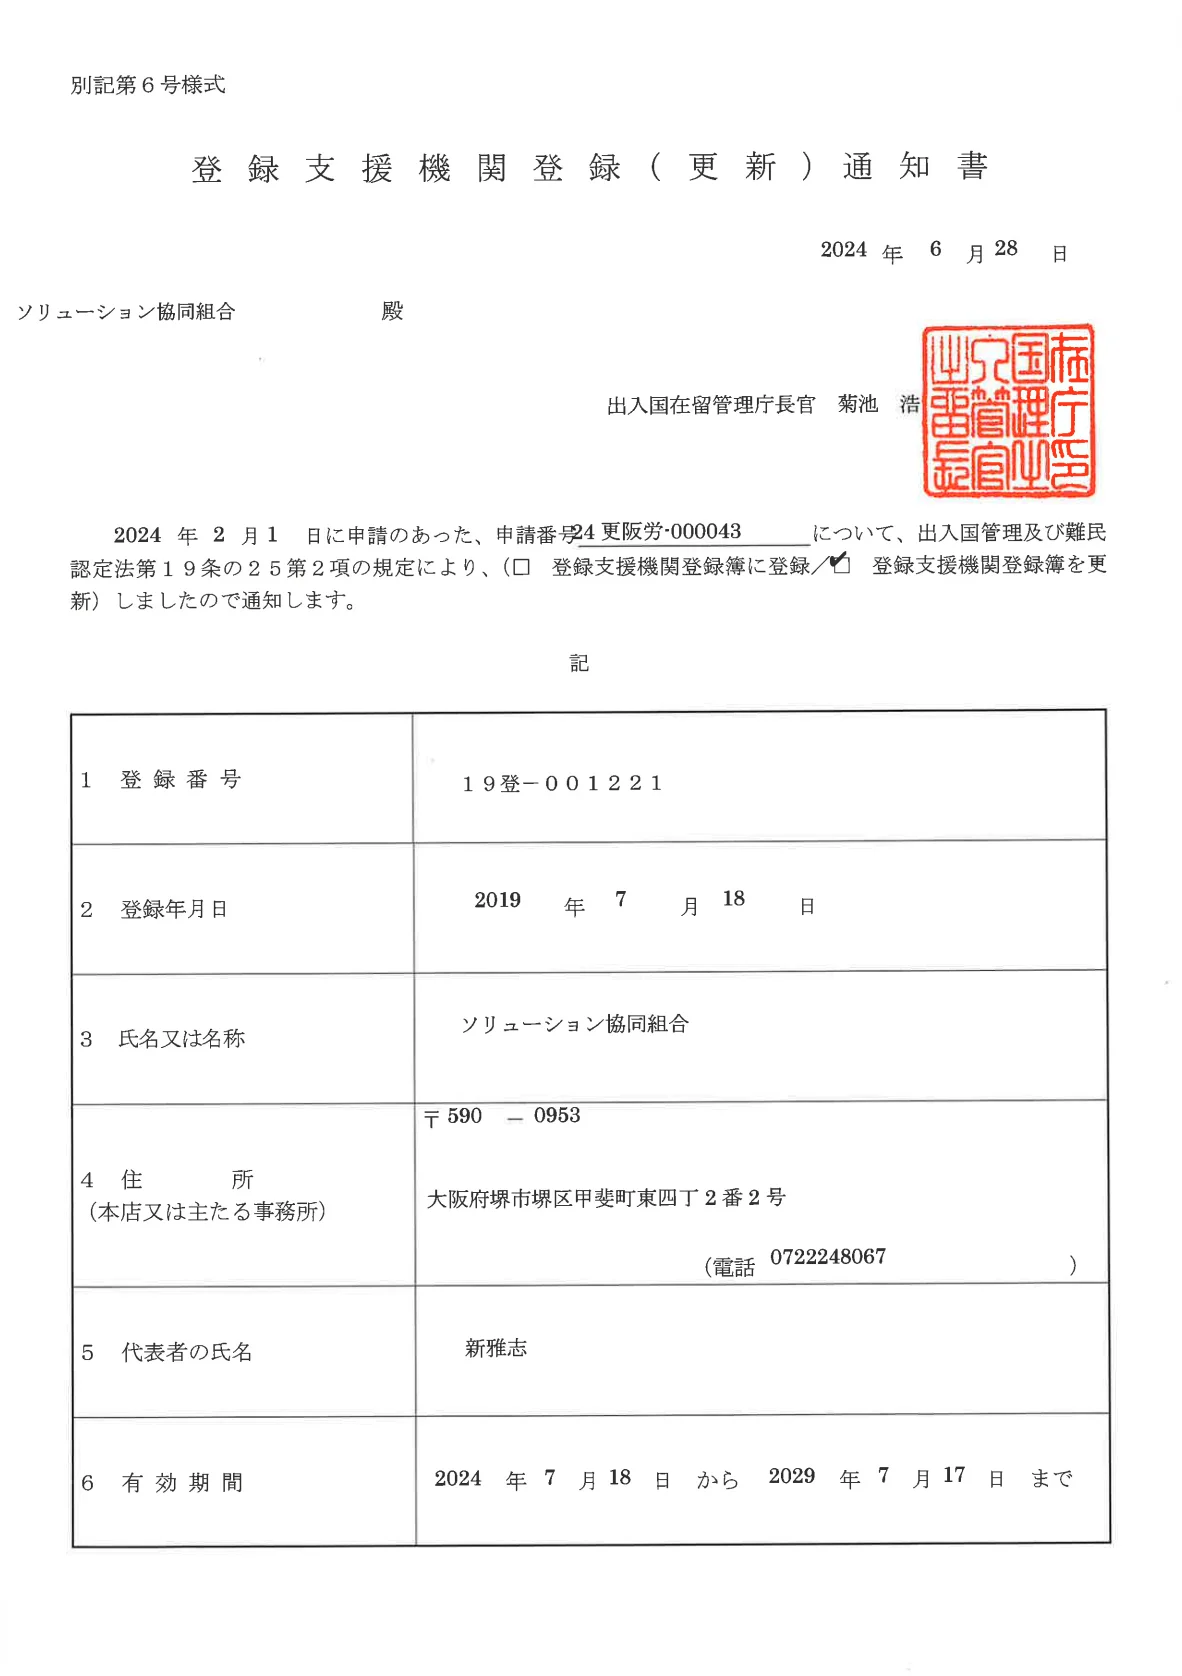 別記第６号様式
登録支援機関登録（更新）通知書
2024 年 6 月 28 日
ソリューション協同組合 殿
出入国在留管理庁長官 菊池 浩
2024 年 2 月 1 日に申請のあった、申請番号24更阪労-000043について、出入国管理及び難民
認定法第１９条の２５第２項の規定により、（□ 登録支援機関登録簿に登録／☑ 登録支援機関登録簿を更
新）しましたので通知します。
記
１ 登録番号
１９登－００１２２１
２ 登録年月日
2019 年 7 月 18 日
３ 氏名又は名称
ソリューション協同組合
４ 住 所
（本店又は主たる事務所）
〒590 － 0953
大阪府堺市堺区甲斐町東四丁２番２号
（電話 0722248067 ）
５ 代表者の氏名
新雅志
６ 有効期間
2024 年 7 月 18 日 から 2029 年 7 月 17 日 まで